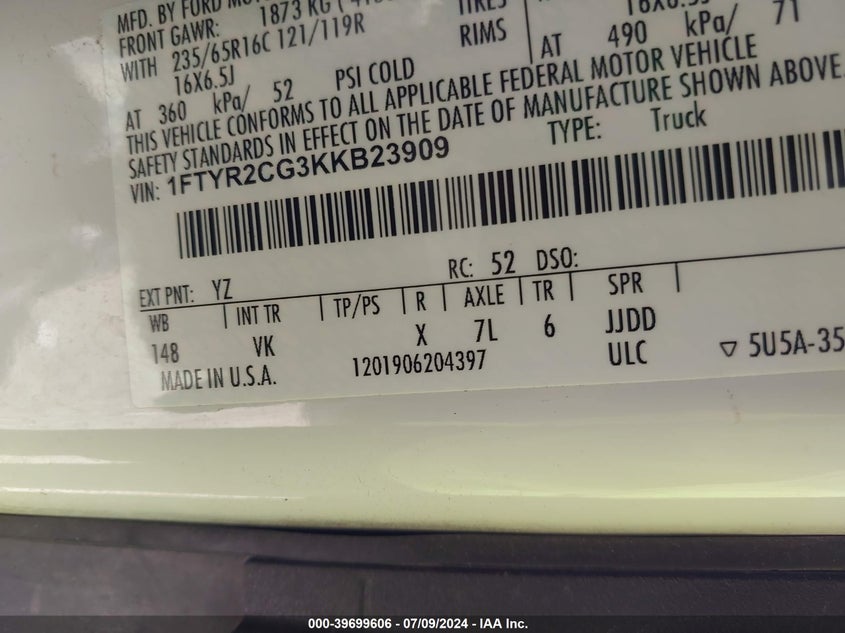 MFD. BY FORD
FRONT GAWR: 1873 KG
WITH 235/65R16C 121/119R TIRES
16X6.5J RIMS
AT 360 kPa/ 52 PSI COLD AT 490 kPa/ 71
THIS VEHICLE CONFORMS TO ALL APPLICABLE FEDERAL MOTOR VEHICLE
SAFETY STANDARDS IN EFFECT ON THE DATE OF MANUFACTURE SHOWN ABOVE.
VIN: 1FTYR2CG3KKB23909 TYPE: Truck
EXT PNT: YZ RC: 52 DSO:
WB INT TR TP/PS R AXLE TR SPR
148 VK X 7L 6 JJDD
MADE IN U.S.A. 1201906204397 ULC ▽ 5U5A-35
000-39699606 / 07/09/2024 - IAA Inc.